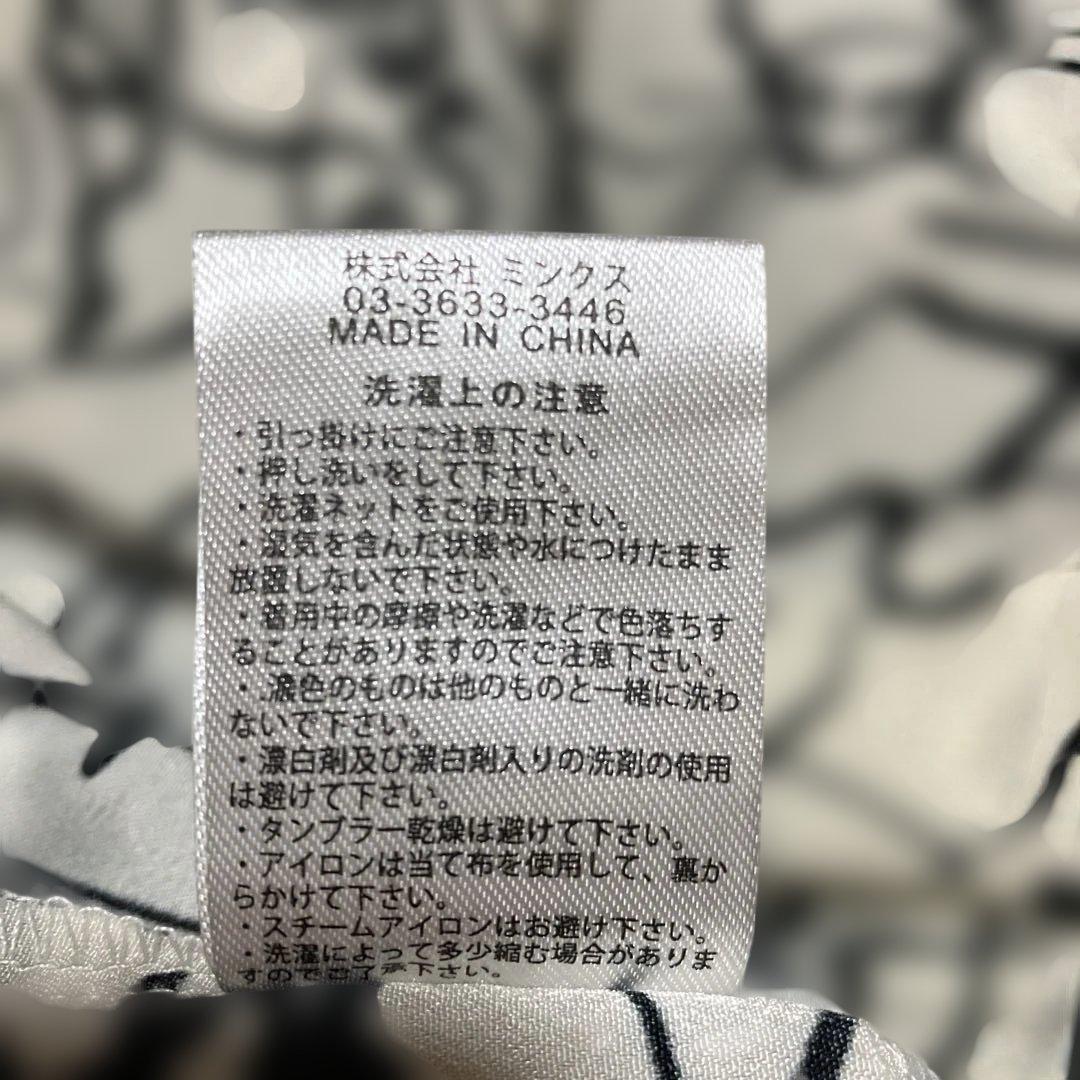 株式会社 ミンクス
03-3633-3446
MADE IN CHINA
洗濯上の注意
・引っ掛けにご注意下さい。
・押し洗いをして下さい。
・洗濯ネットをご使用下さい。
・湿気を含んだ状態や水につけたまま
放置しないで下さい。
・着用中の摩擦や洗濯などで色落ちす
ることがありますのでご注意下さい。
・濃色のものは他のものと一緒に洗わ
ないで下さい。
・漂白剤及び漂白剤入りの洗剤の使用
は避けて下さい。
・タンブラー乾燥は避けて下さい。
・アイロンは当て布を使用して、裏か
らかけて下さい。
・スチームアイロンはお避け下さい。
・洗濯によって多少縮む場合がありま
すのでご了承下さい。